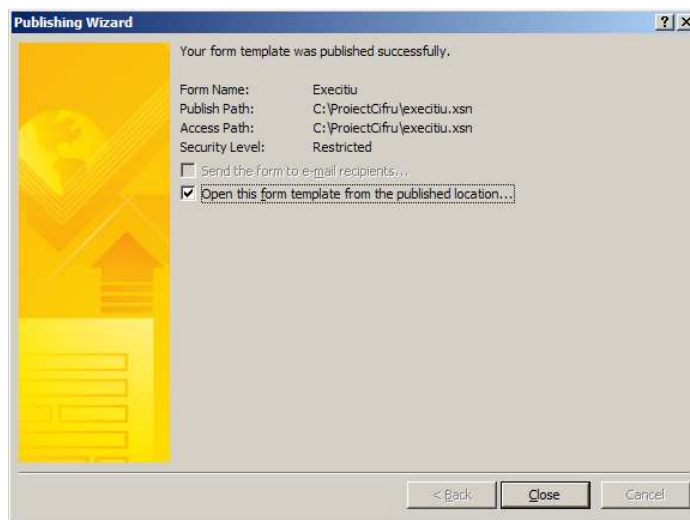 Publishing Wizard
Your form template was published successfully.
Form Name: Execitiu
Publish Path: C:\ProiectCifru\execitiu.xsn
Access Path: C:\ProiectCifru\execitiu.xsn
Security Level: Restricted
Send the form to e-mail recipients...
Open this form template from the published location...
< Back Close Cancel